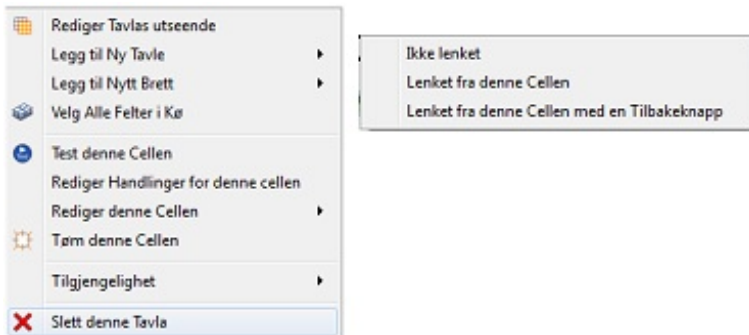 Rediger Tavlas utseende
Legg til Ny Tavle
Legg til Nytt Brett
Velg Alle Felter i Kø
Test denne Cellen
Rediger Handlinger for denne cellen
Rediger denne Cellen
Tøm denne Cellen
Tilgjengelighet
Slett denne Tavla
Ikke lenket
Lenket fra denne Cellen
Lenket fra denne Cellen med en Tilbakeknapp